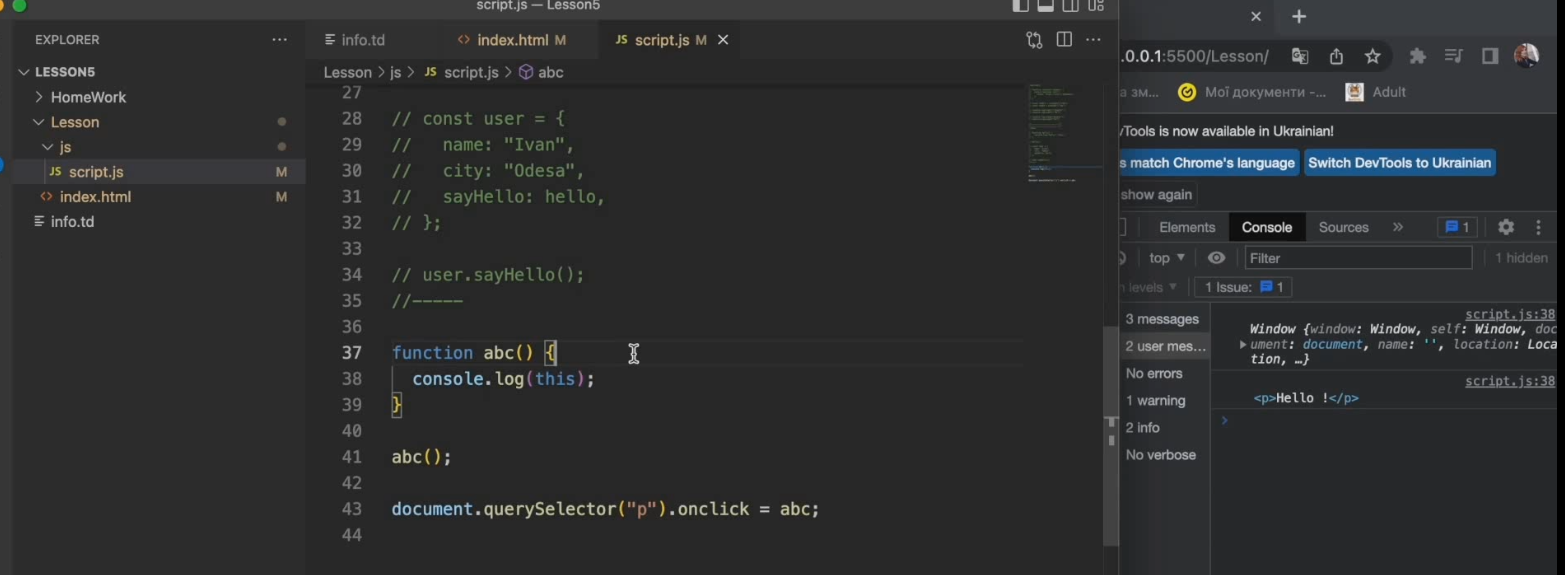 script.js — Lesson5
EXPLORER
LESSON5
HomeWork
Lesson
js
JS script.js M
index.html M
info.td
info.td
index.html M
JS script.js M
Lesson > js > JS script.js > abc
27
28 // const user = {
29 //   name: "Ivan",
30 //   city: "Odesa",
31 //   sayHello: hello,
32 // };
33
34 // user.sayHello();
35 //-----
36
37 function abc() {
38   console.log(this);
39 }
40
41 abc();
42
43 document.querySelector("p").onclick = abc;
44
.0.0.1:5500/Lesson/
а зм... Мої документи -... Adult
/Tools is now available in Ukrainian!
s match Chrome's language Switch DevTools to Ukrainian
show again
Elements Console Sources » 1
top Filter 1 hidden
levels 1 Issue: 1
3 messages
2 user mes...
No errors
1 warning
2 info
No verbose
script.js:38
Window {window: Window, self: Window, doc
ument: document, name: '', location: Loca
tion, …}
script.js:38
<p>Hello !</p>